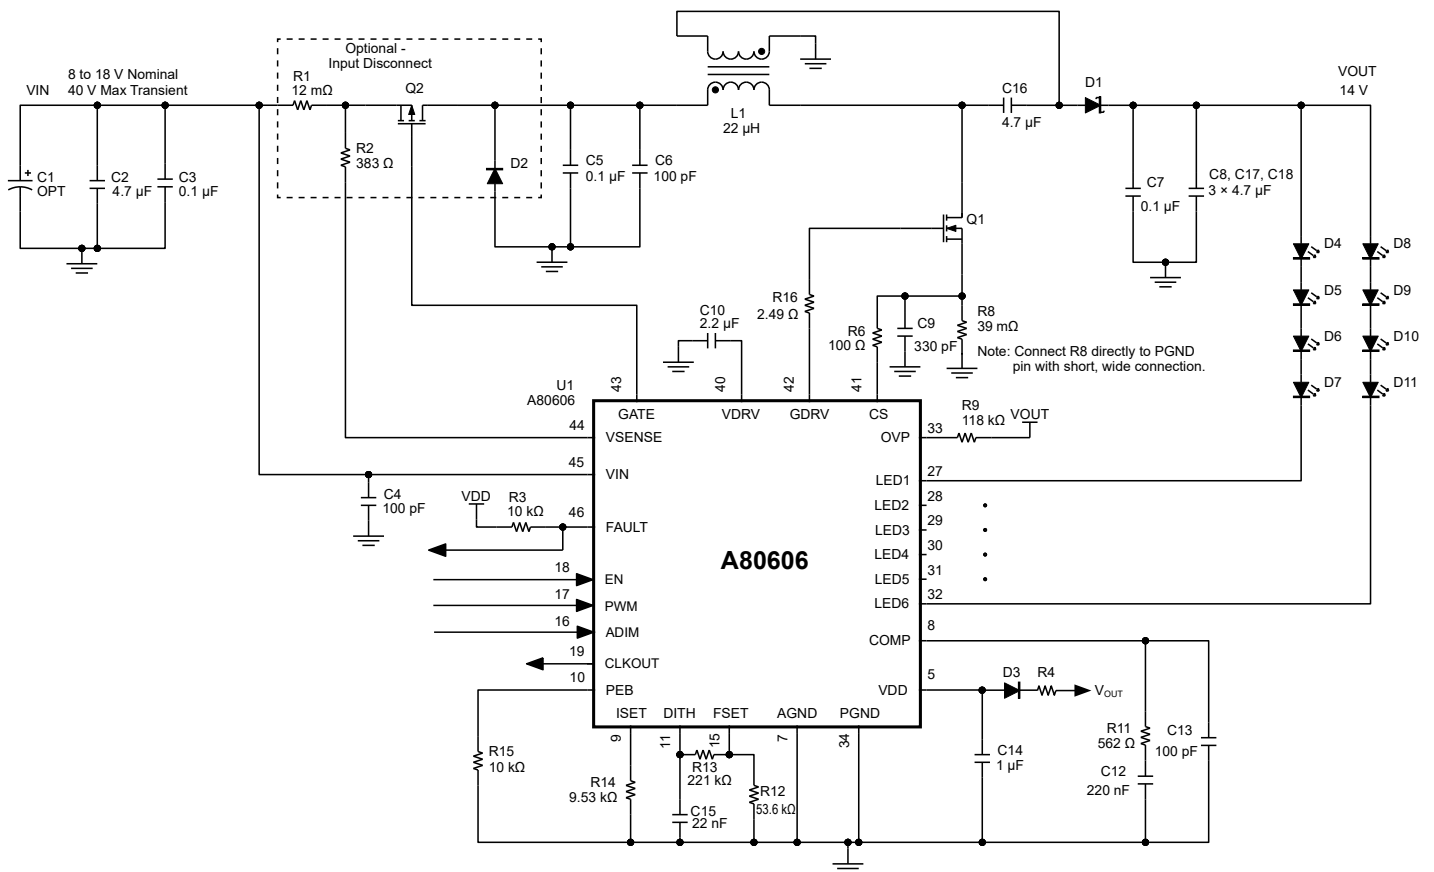 Optional -
Input Disconnect
8 to 18 V Nominal
40 V Max Transient
VIN
R1
12 mΩ
Q2
R2
383 Ω
D2
C1
+
OPT
C2
4.7 µF
C3
0.1 µF
C5
0.1 µF
C6
100 pF
L1
22 µH
C16
4.7 µF
D1
VOUT
14 V
C7
0.1 µF
C8, C17, C18
3 × 4.7 µF
Q1
D4
D8
D5
D9
D6
D10
D7
D11
R16
2.49 Ω
C10
2.2 µF
R6
100 Ω
C9
330 pF
R8
39 mΩ
Note: Connect R8 directly to PGND
pin with short, wide connection.
U1
A80606
43
40
42
41
GATE
VDRV
GDRV
CS
44
VSENSE
45
VIN
C4
100 pF
VDD
R3
10 kΩ
46
FAULT
18
EN
17
PWM
16
ADIM
19
CLKOUT
10
PEB
A80606
R9
118 kΩ
VOUT
OVP
33
LED1
27
LED2
28
LED3
29
LED4
30
LED5
31
LED6
32
COMP
8
VDD
5
D3
R4
VOUT
ISET
DITH
FSET
AGND
PGND
9
11
15
7
34
R15
10 kΩ
R14
9.53 kΩ
R13
221 kΩ
R12
53.6 kΩ
C15
22 nF
C14
1 µF
R11
562 Ω
C12
220 nF
C13
100 pF